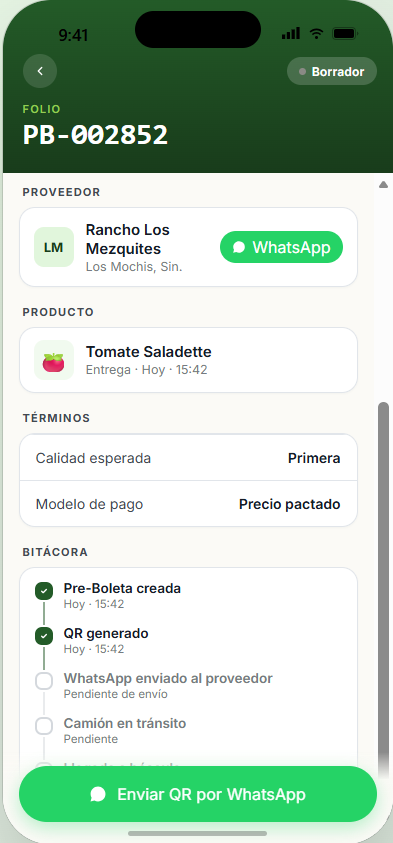 9:41
Borrador
FOLIO
PB-002852
PROVEEDOR
LM
Rancho Los
Mezquites
Los Mochis, Sin.
WhatsApp
PRODUCTO
Tomate Saladette
Entrega · Hoy · 15:42
TÉRMINOS
Calidad esperada
Primera
Modelo de pago
Precio pactado
BITÁCORA
Pre-Boleta creada
Hoy · 15:42
QR generado
Hoy · 15:42
WhatsApp enviado al proveedor
Pendiente de envío
Camión en tránsito
Pendiente
Enviar QR por WhatsApp